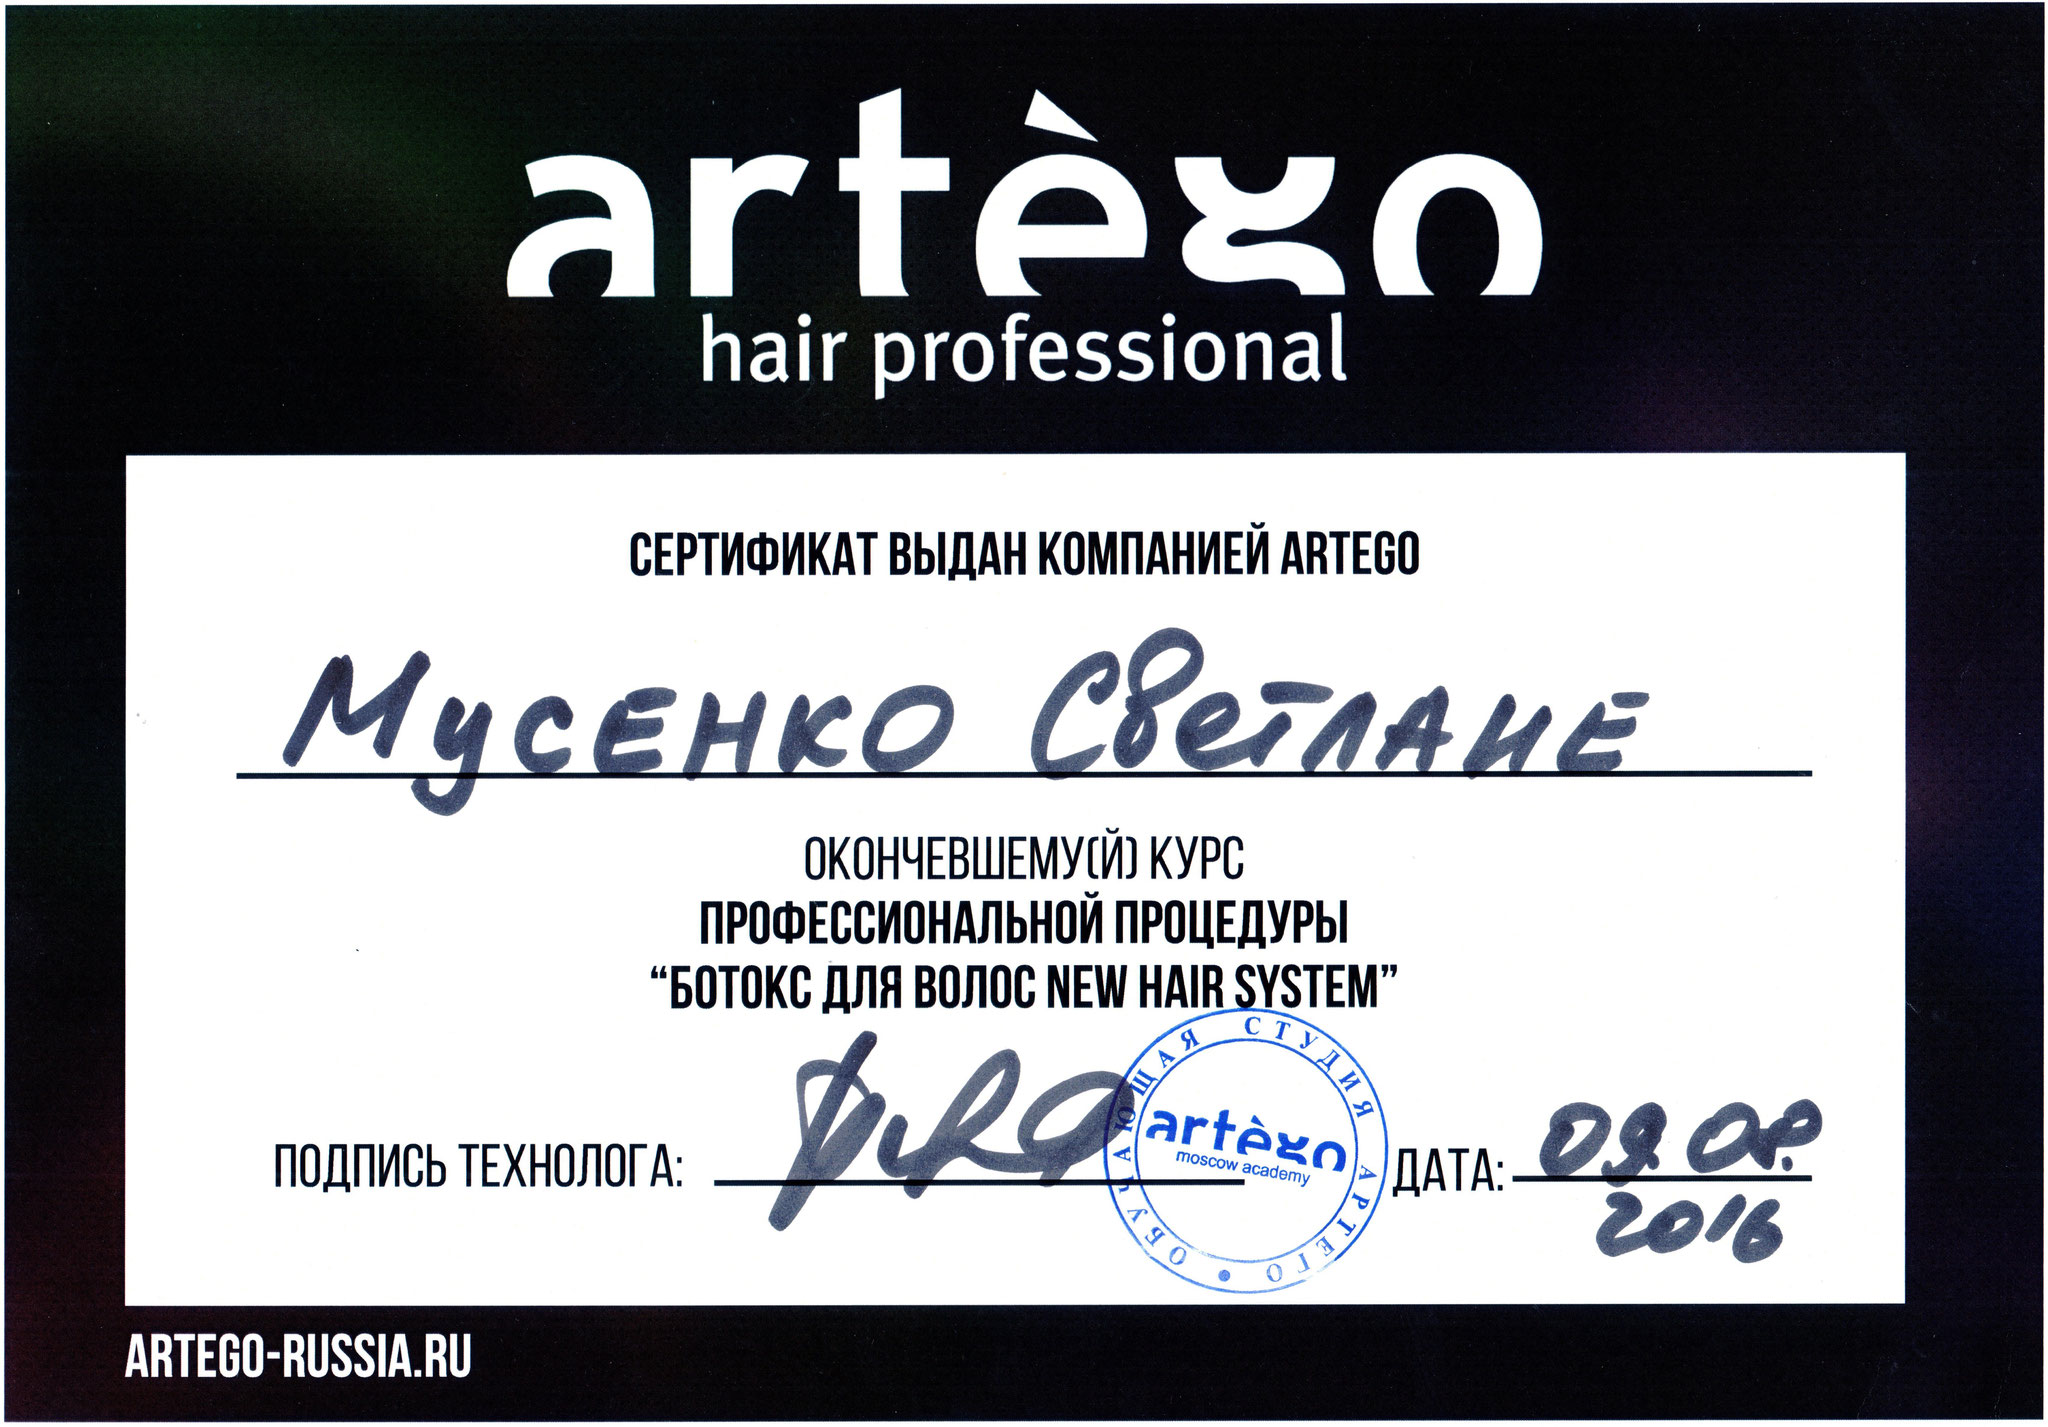 artègo
hair professional
СЕРТИФИКАТ ВЫДАН КОМПАНИЕЙ ARTEGO
Мусенко Светлане
ОКОНЧЕВШЕМУ(Й) КУРС
ПРОФЕССИОНАЛЬНОЙ ПРОЦЕДУРЫ
“БОТОКС ДЛЯ ВОЛОС NEW HAIR SYSTEM”
ОБУЧАЮЩАЯ СТУДИЯ АРТЕГО
artègo
moscow academy
ПОДПИСЬ ТЕХНОЛОГА:
ДАТА: 09.08.
2016
ARTEGO-RUSSIA.RU